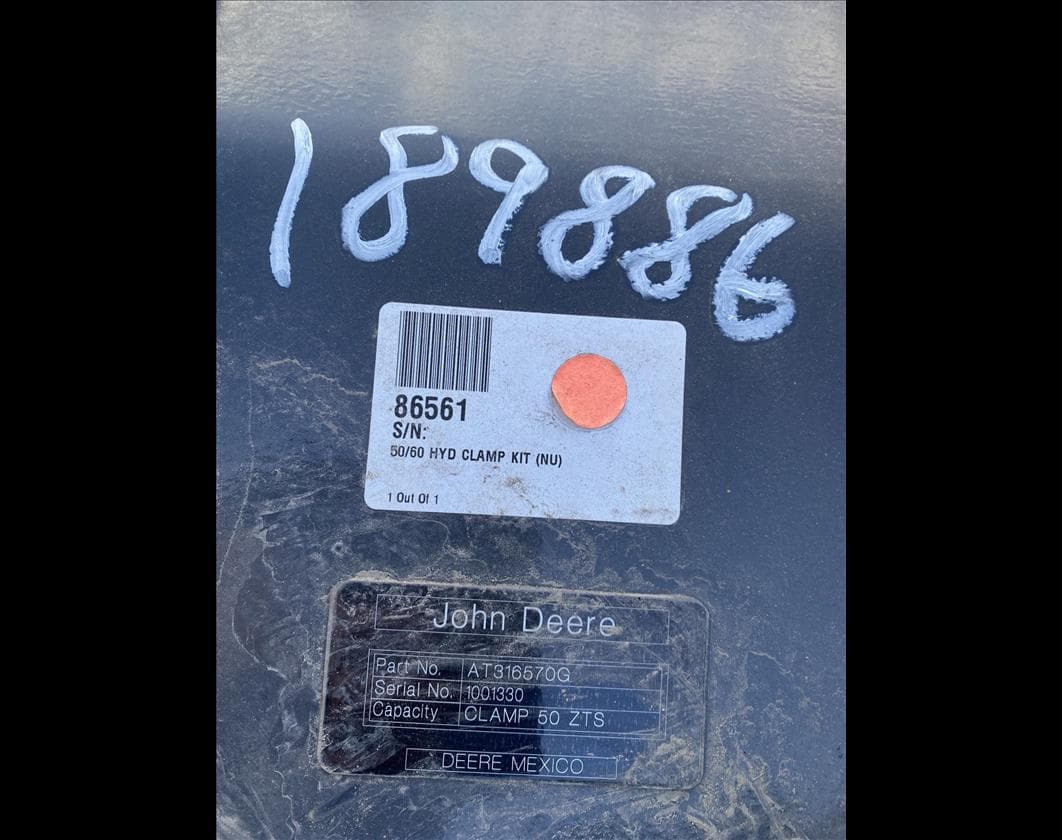 189886
86561
S/N:
50/60 HYD CLAMP KIT (NU)
1 Out Of 1
John Deere
Part No. AT316570G
Serial No. 1001330
Capacity CLAMP 50 ZTS
DEERE MEXICO